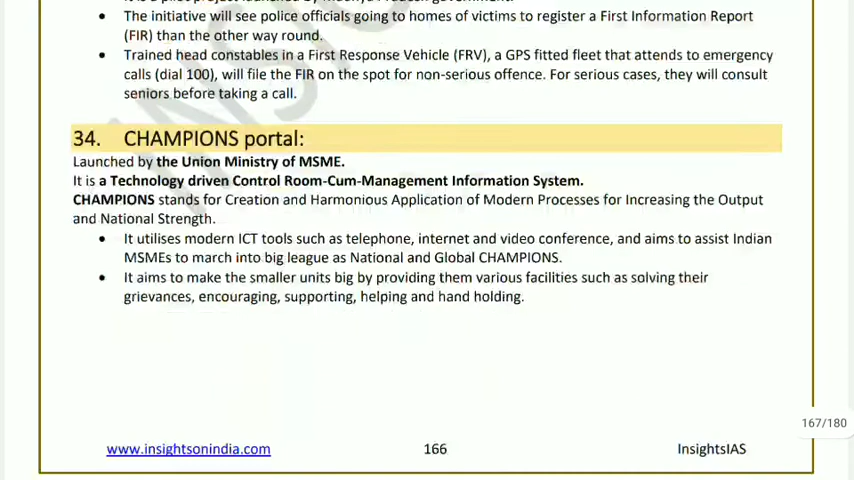 The initiative will see police officials going to homes of victims to register a First Information Report
(FIR) than the other way round.
Trained head constables in a First Response Vehicle (FRV), a GPS fitted fleet that attends to emergency
calls (dial 100), will file the FIR on the spot for non-serious offence. For serious cases, they will consult
seniors before taking a call.
34. CHAMPIONS portal:
Launched by the Union Ministry of MSME.
It is a Technology driven Control Room-Cum-Management Information System.
CHAMPIONS stands for Creation and Harmonious Application of Modern Processes for Increasing the Output
and National Strength.
It utilises modern ICT tools such as telephone, internet and video conference, and aims to assist Indian
MSMEs to march into big league as National and Global CHAMPIONS.
It aims to make the smaller units big by providing them various facilities such as solving their
grievances, encouraging, supporting, helping and hand holding.
167/180
www.insightsonindia.com 166 InsightsIAS